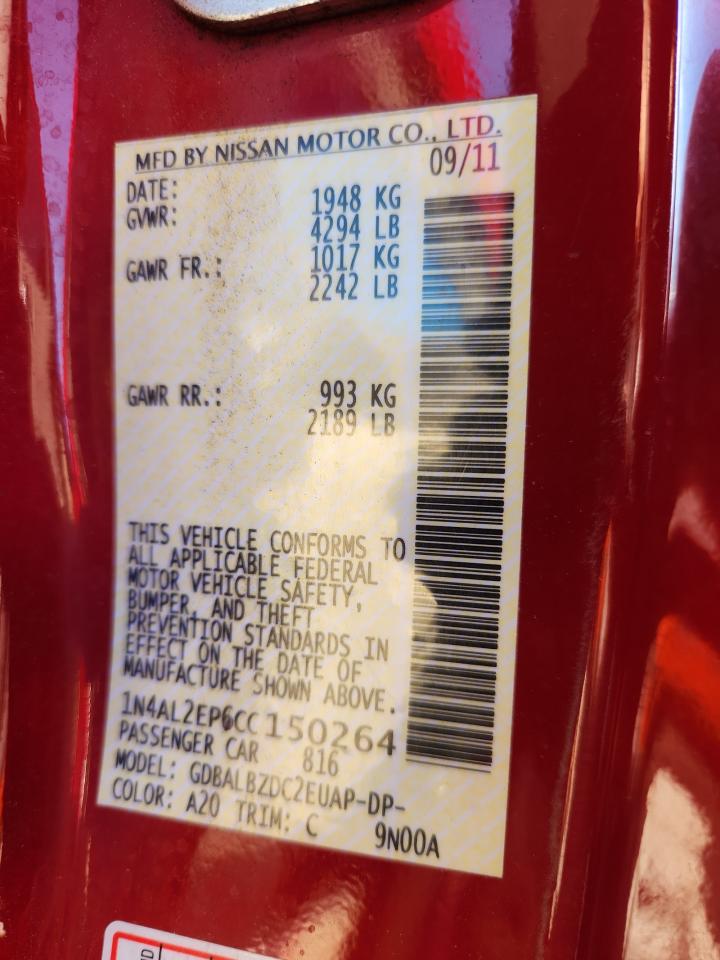 MFD BY NISSAN MOTOR CO., LTD.
DATE: 09/11
GVWR: 1948 KG
4294 LB
GAWR FR.: 1017 KG
2242 LB
GAWR RR.: 993 KG
2189 LB
THIS VEHICLE CONFORMS TO
ALL APPLICABLE FEDERAL
MOTOR VEHICLE SAFETY,
BUMPER, AND THEFT
PREVENTION STANDARDS IN
EFFECT ON THE DATE OF
MANUFACTURE SHOWN ABOVE.
1N4AL2EP6CC150264
PASSENGER CAR 816
MODEL: GDBALBZDC2EUAP-DP-
COLOR: A20 TRIM: C 9N00A